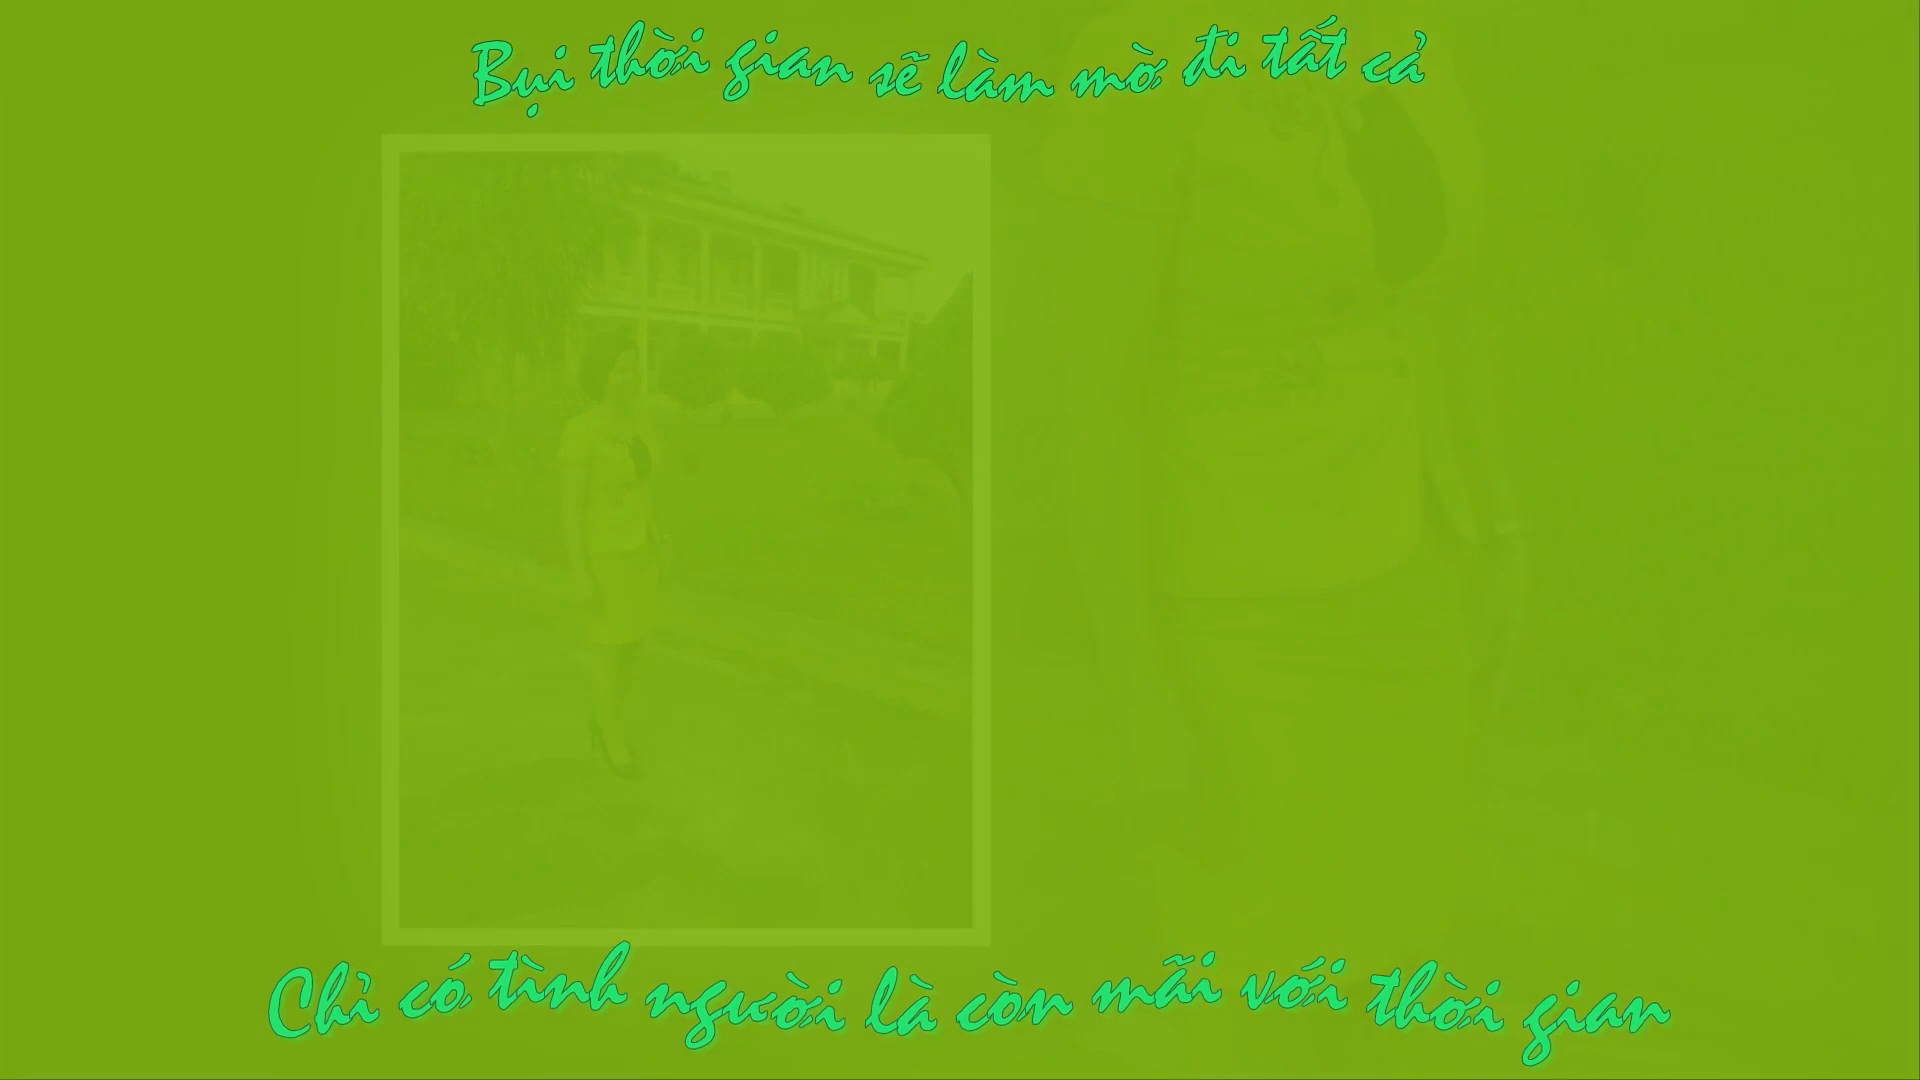 Bụi thời gian sẽ làm mờ đi tất cả
Chỉ có tình người là còn mãi với thời gian